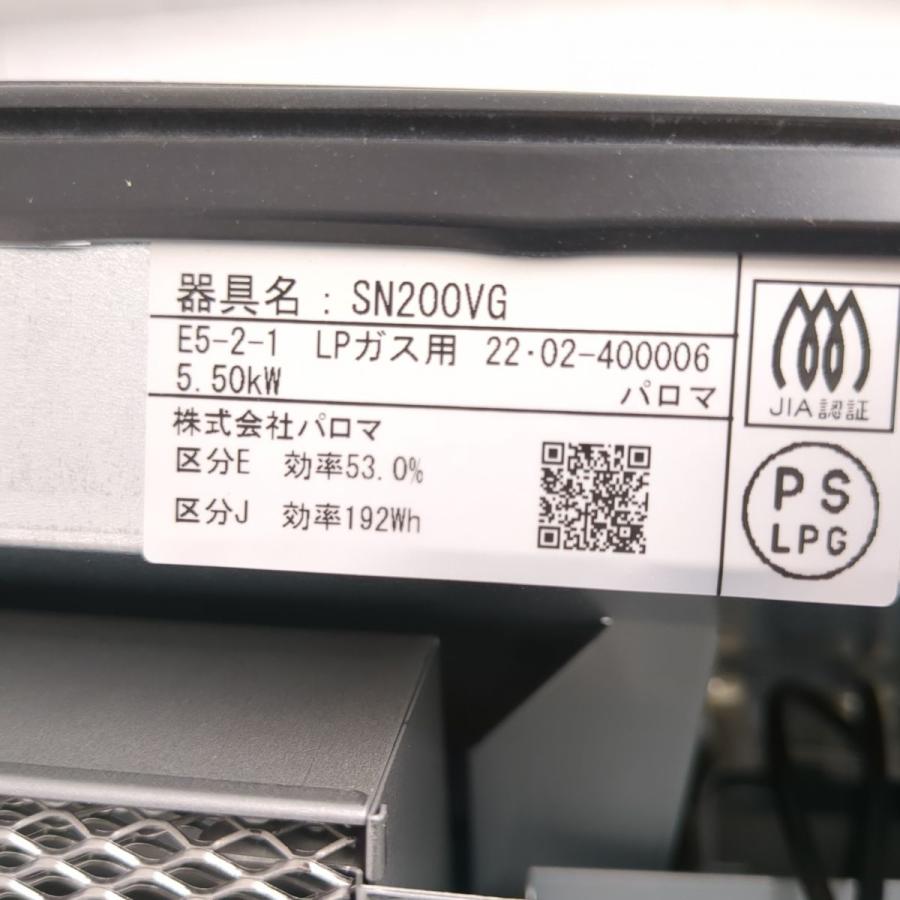 器具名：SN200VG
E5-2-1 LPガス用 22･02-400006
5.50kW パロマ
株式会社パロマ
区分E 効率53.0%
区分J 効率192Wh
JIA認証
PS
LPG